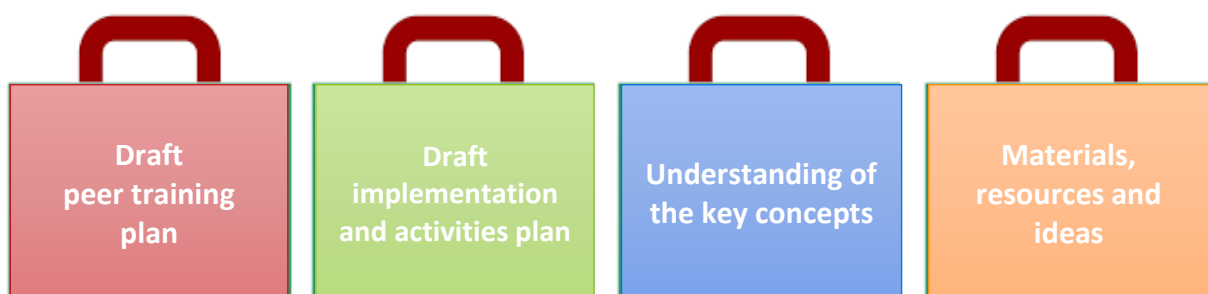 Draft
peer training
plan
Draft
implementation
and activities plan
Understanding of
the key concepts
Materials,
resources and
ideas